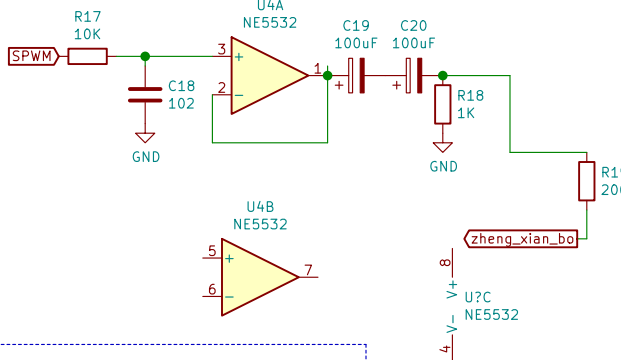 U4A
NE5532
R17
10K
SPWM
3
+
1
2
-
C18
102
GND
C19
100uF
+
C20
100uF
+
R18
1K
GND
U4B
NE5532
5
+
7
6
-
zheng_xian_bo
8
V+
U?C
NE5532
V-
4